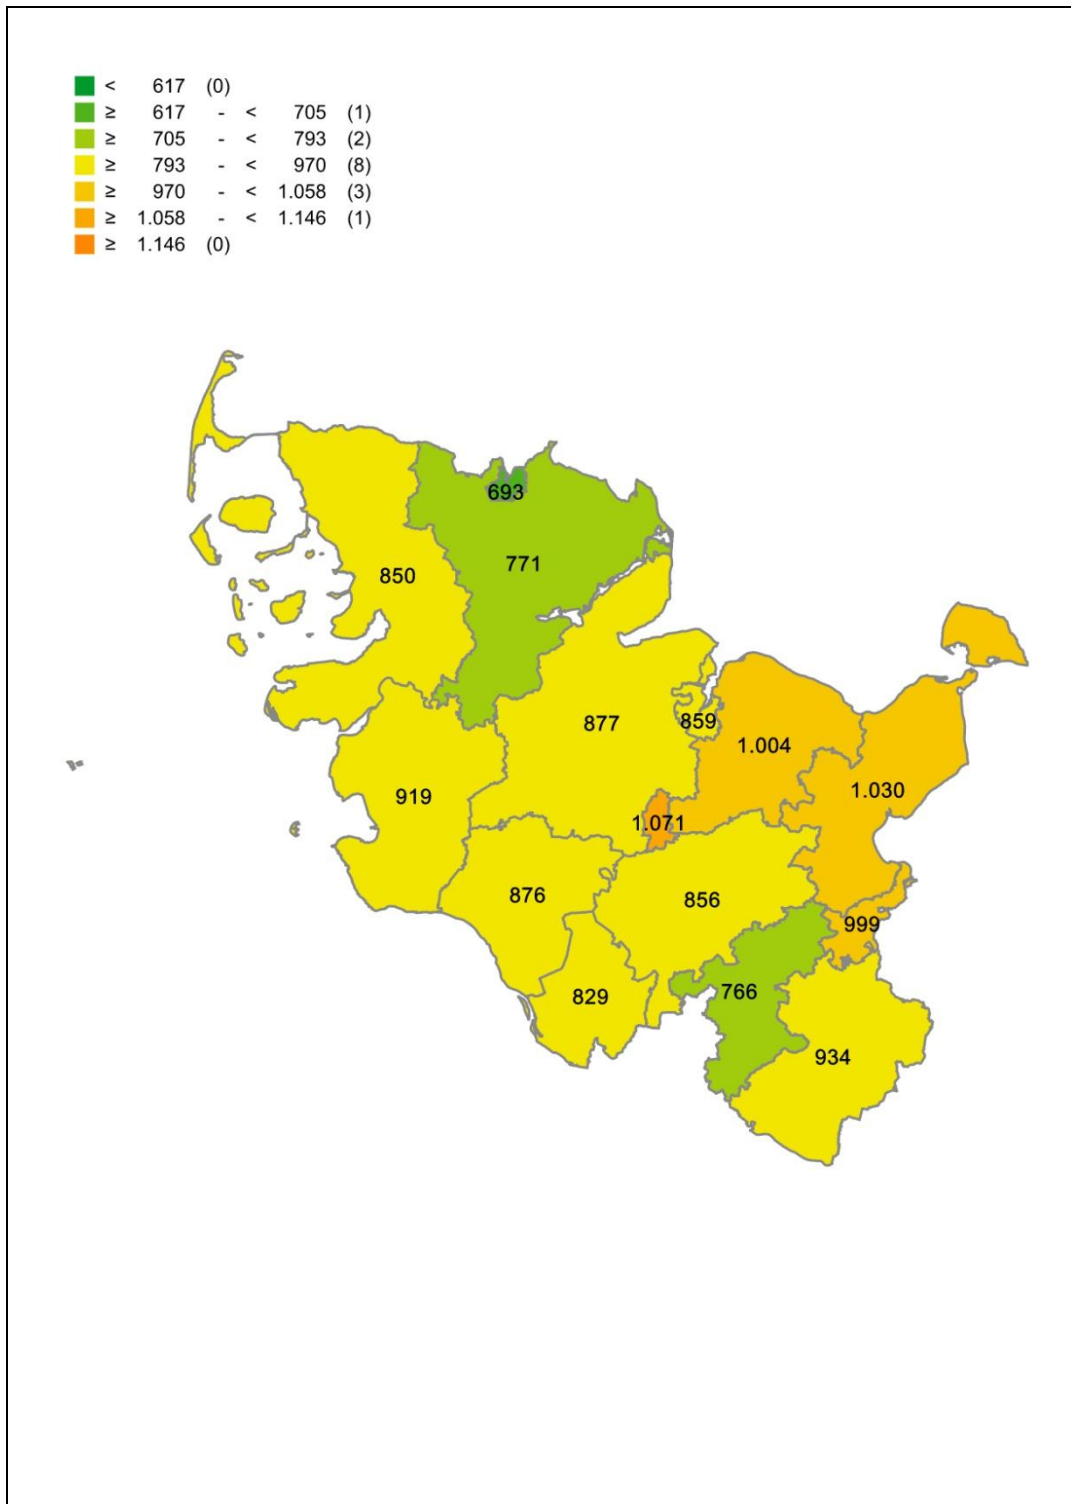 < 617 (0)
≥ 617 - < 705 (1)
≥ 705 - < 793 (2)
≥ 793 - < 970 (8)
≥ 970 - < 1.058 (3)
≥ 1.058 - < 1.146 (1)
≥ 1.146 (0)
693
771
850
877
859
1.004
1.030
919
1.071
876
856
999
829
766
934